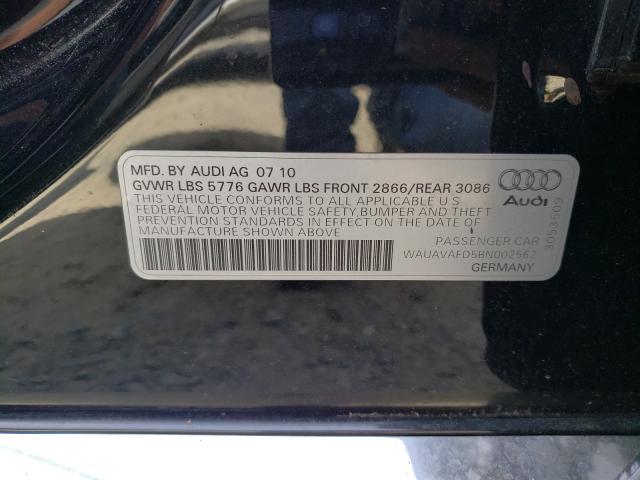 MFD. BY AUDI AG 07 10
GVWR LBS 5776 GAWR LBS FRONT 2866/REAR 3086
THIS VEHICLE CONFORMS TO ALL APPLICABLE U S
FEDERAL MOTOR VEHICLE SAFETY, BUMPER AND THEFT
PREVENTION STANDARDS IN EFFECT ON THE DATE OF
MANUFACTURE SHOWN ABOVE
Audi
PASSENGER CAR
WAUAVAFD5BN002562
GERMANY
3053509